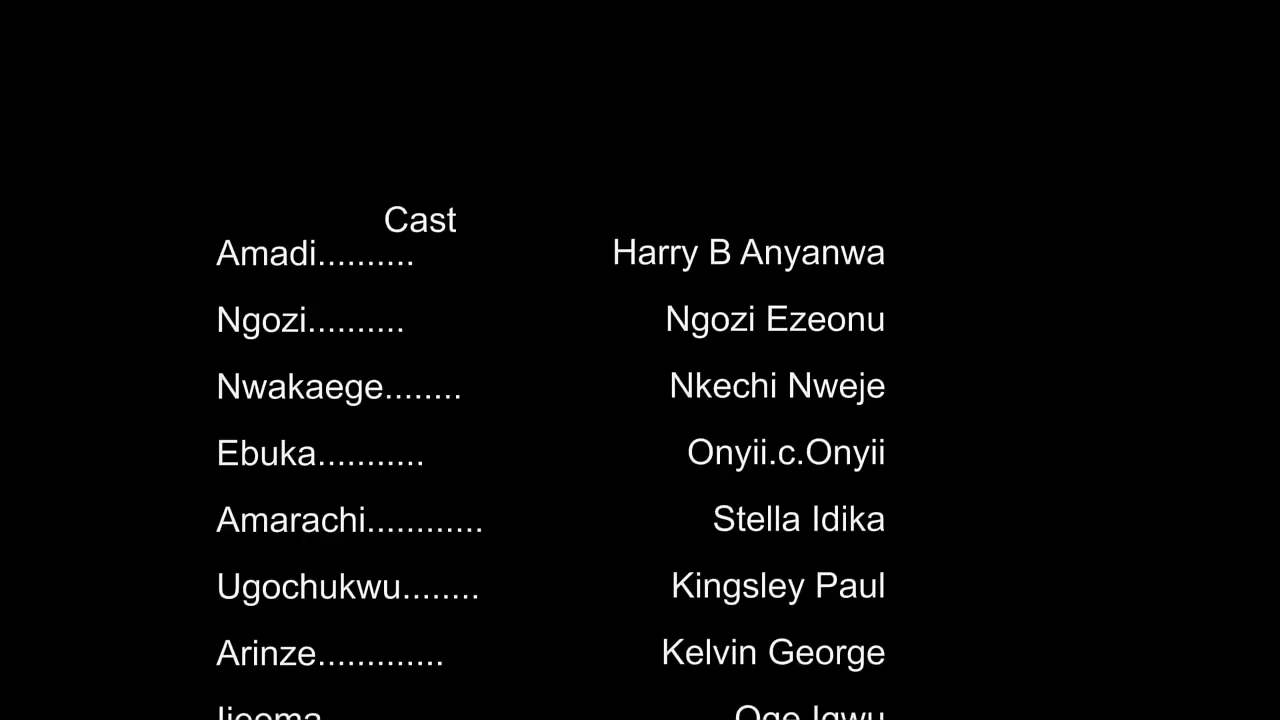 Cast
Amadi.......... Harry B Anyanwa
Ngozi.......... Ngozi Ezeonu
Nwakaege........ Nkechi Nweje
Ebuka........... Onyii.c.Onyii
Amarachi............ Stella Idika
Ugochukwu........ Kingsley Paul
Arinze............. Kelvin George